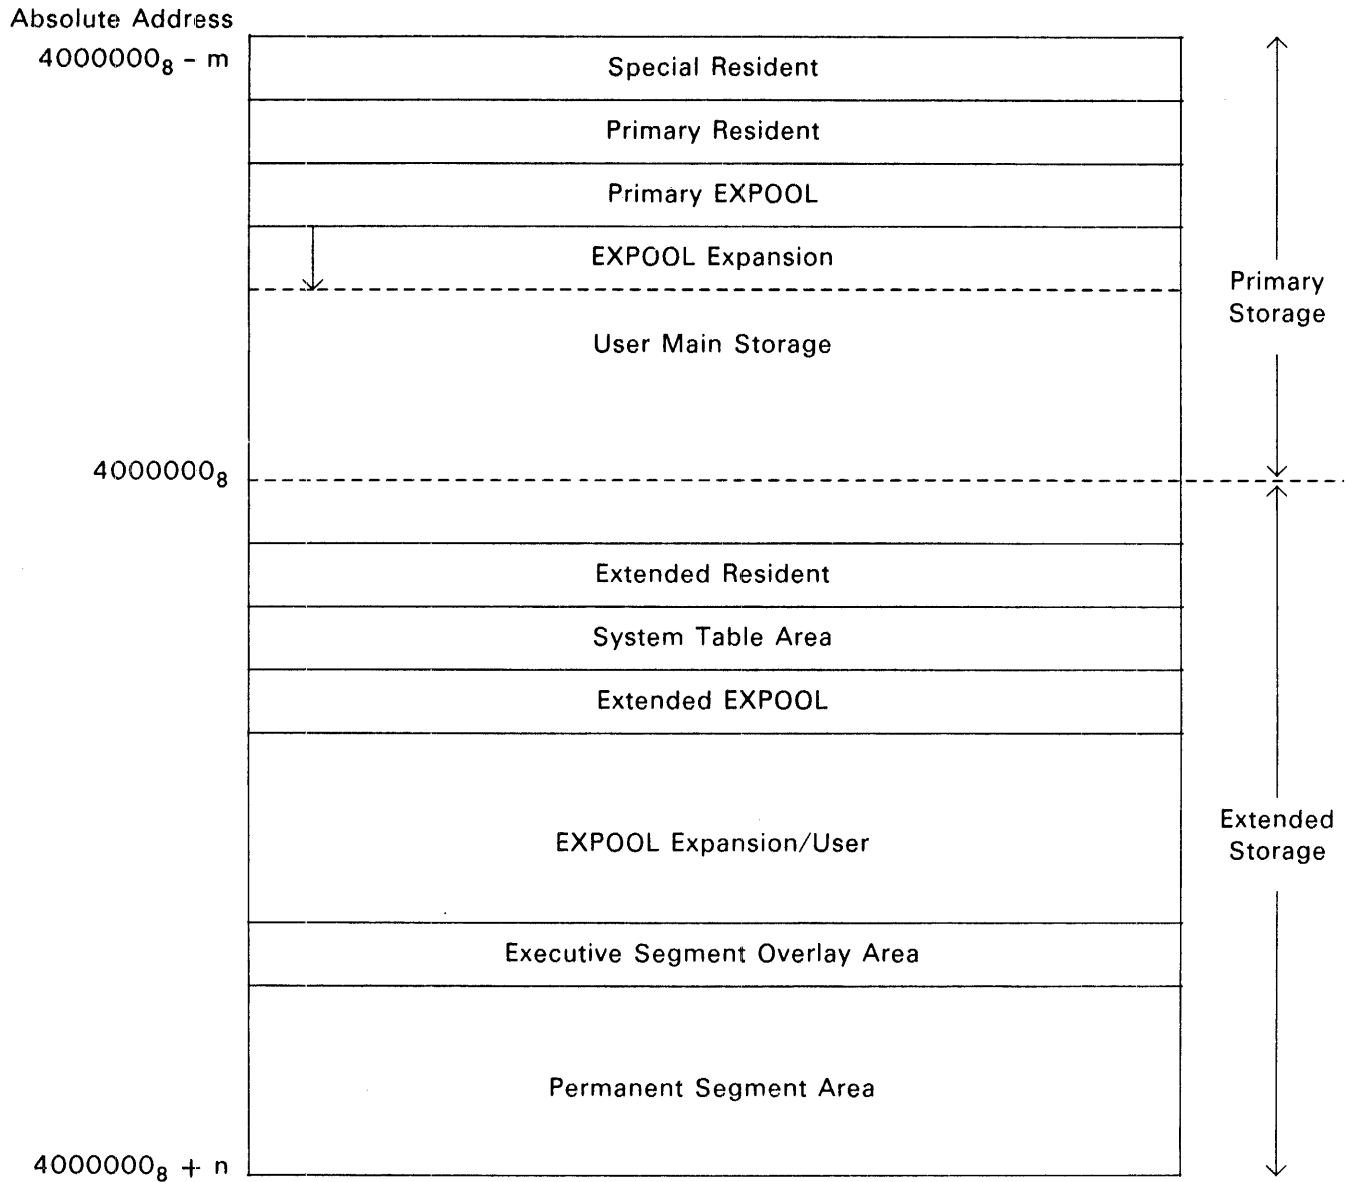 Absolute Address
4000000₈ - m
Special Resident
Primary Resident
Primary EXPOOL
EXPOOL Expansion
Primary
Storage
User Main Storage
4000000₈
Extended Resident
System Table Area
Extended EXPOOL
EXPOOL Expansion/User
Extended
Storage
Executive Segment Overlay Area
Permanent Segment Area
4000000₈ + n